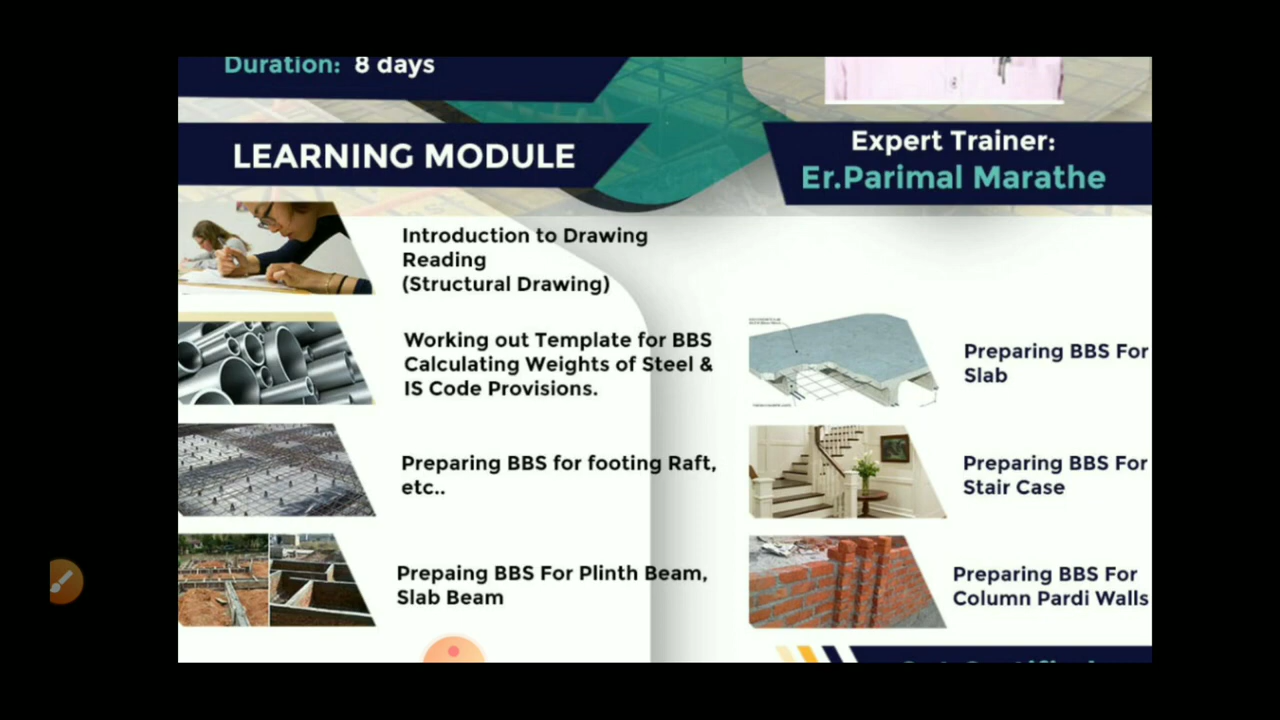 Duration: 8 days
LEARNING MODULE
Expert Trainer:
Er.Parimal Marathe
Introduction to Drawing
Reading
(Structural Drawing)
Working out Template for BBS
Calculating Weights of Steel &
IS Code Provisions.
Preparing BBS for footing Raft,
etc..
Prepaing BBS For Plinth Beam,
Slab Beam
Preparing BBS For
Slab
Preparing BBS For
Stair Case
Preparing BBS For
Column Pardi Walls